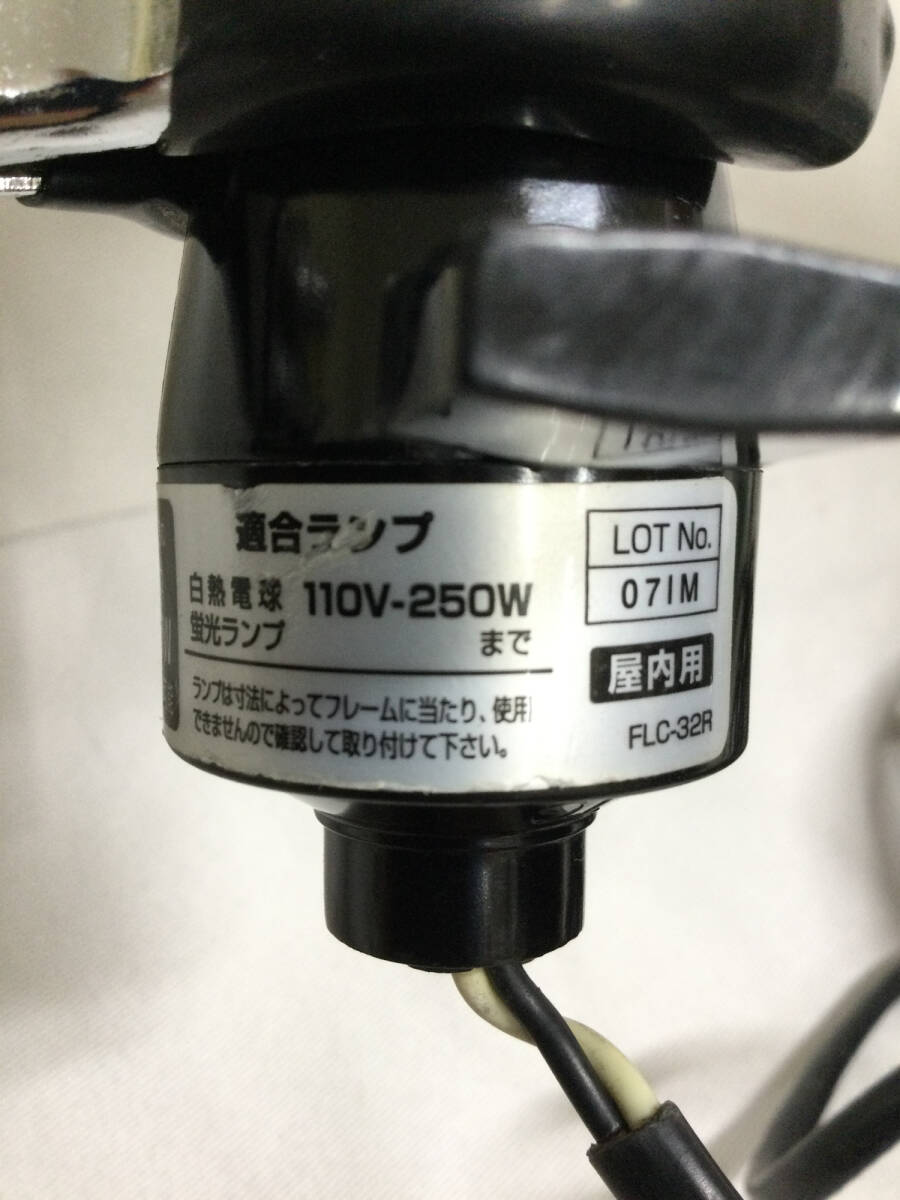 適合ランプ
白熱電球
蛍光ランプ
110V-250W
まで
ランプは寸法によってフレームに当たり、使用
できませんので確認して取り付けて下さい。
LOT No.
071M
屋内用
FLC-32R